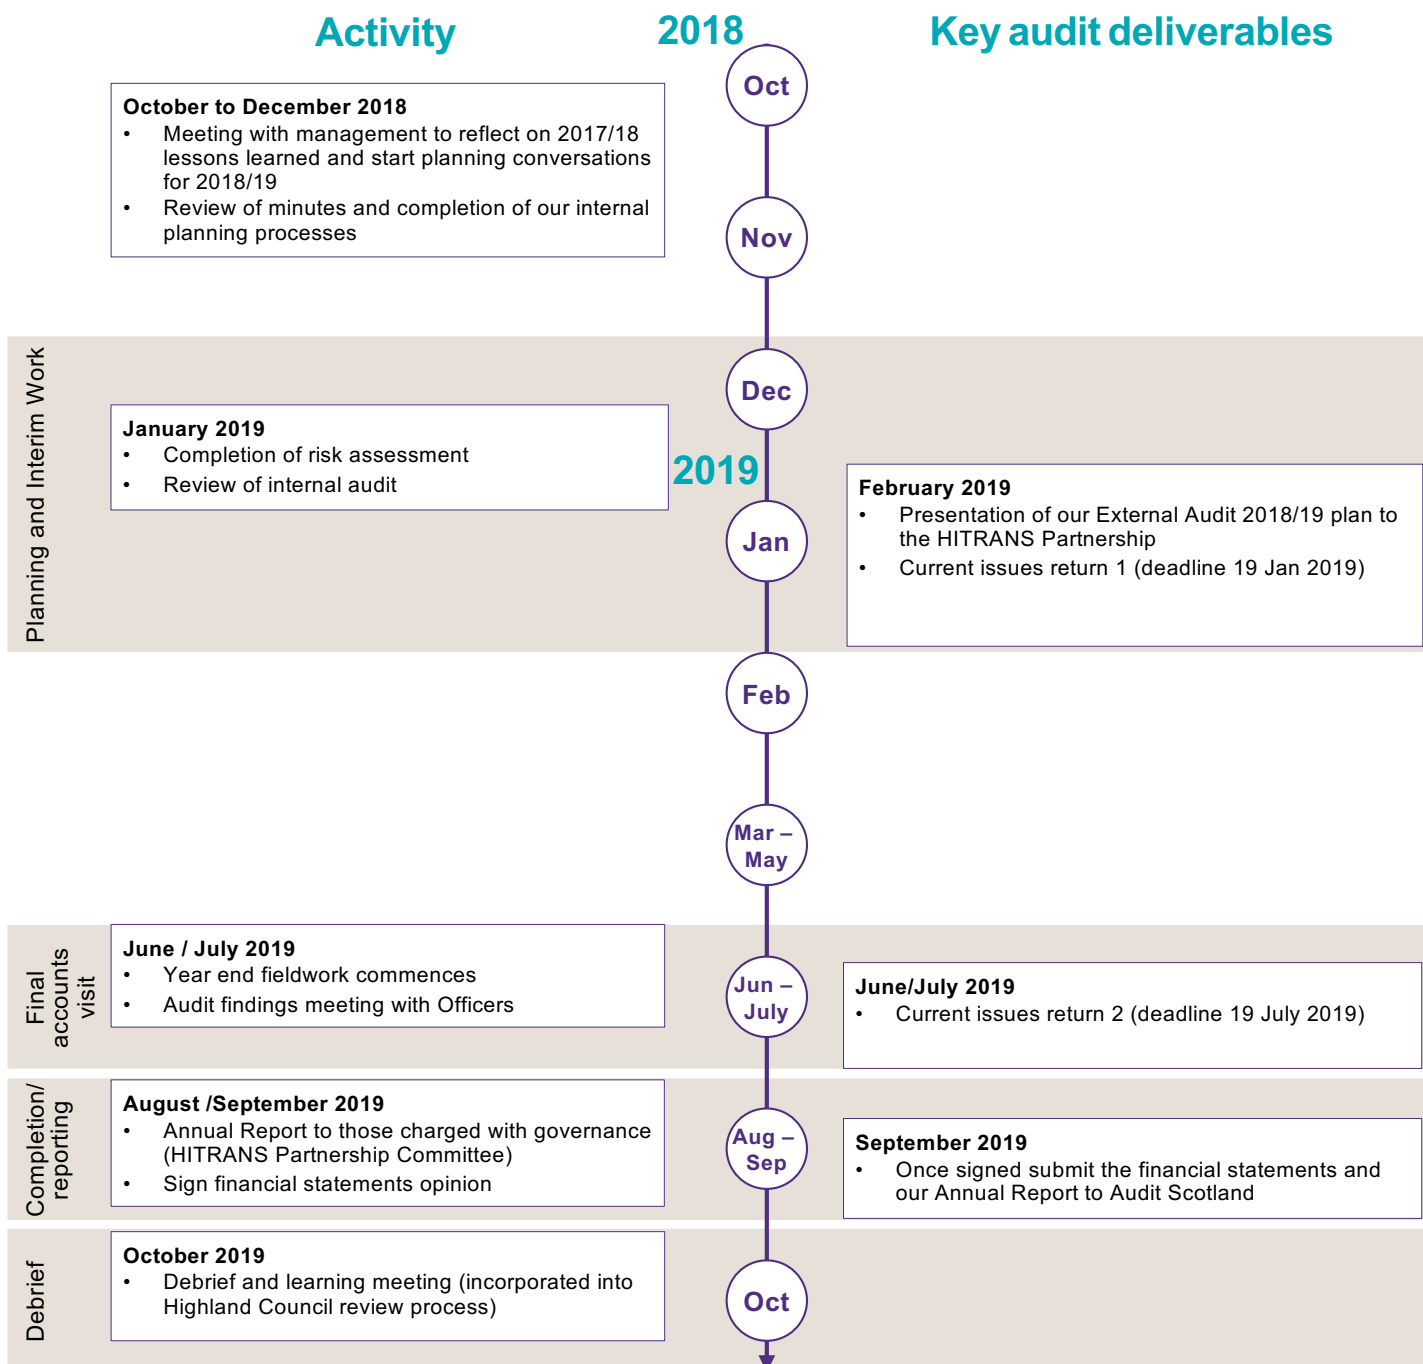 Activity
2018
Key audit deliverables
Oct
October to December 2018
• Meeting with management to reflect on 2017/18
lessons learned and start planning conversations
for 2018/19
• Review of minutes and completion of our internal
planning processes
Nov
Planning and Interim Work
Dec
January 2019
• Completion of risk assessment
• Review of internal audit
2019
February 2019
• Presentation of our External Audit 2018/19 plan to
the HITRANS Partnership
• Current issues return 1 (deadline 19 Jan 2019)
Jan
Feb
Mar –
May
Final
accounts
visit
June / July 2019
• Year end fieldwork commences
• Audit findings meeting with Officers
Jun –
July
June/July 2019
• Current issues return 2 (deadline 19 July 2019)
Completion/
reporting
August /September 2019
• Annual Report to those charged with governance
(HITRANS Partnership Committee)
• Sign financial statements opinion
Aug –
Sep
September 2019
• Once signed submit the financial statements and
our Annual Report to Audit Scotland
Debrief
October 2019
• Debrief and learning meeting (incorporated into
Highland Council review process)
Oct